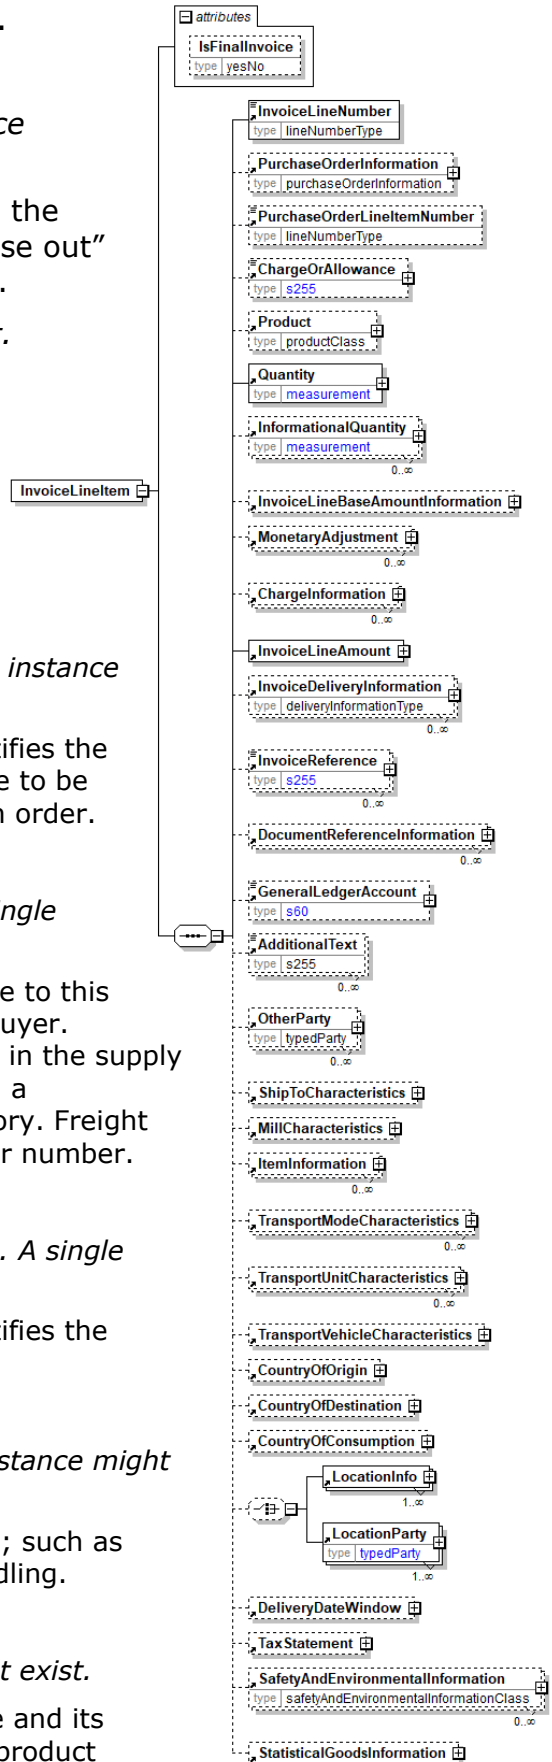 .
ce
the
se out”
.
t.
instance
tifies the
e to be
n order.
ingle
e to this
uyer.
in the supply
a
ory. Freight
r number.
. A single
tifies the
stance might
; such as
dling.
t exist.
e and its
product
attributes
IsFinalInvoice
type yesNo
InvoiceLineItem
InvoiceLineNumber
type lineNumberType
PurchaseOrderInformation
type purchaseOrderInformation
PurchaseOrderLineItemNumber
type lineNumberType
ChargeOrAllowance
type s255
Product
type productClass
Quantity
type measurement
InformationalQuantity
type measurement
0..∞
InvoiceLineBaseAmountInformation
MonetaryAdjustment
0..∞
ChargeInformation
0..∞
InvoiceLineAmount
InvoiceDeliveryInformation
type deliveryInformationType
0..∞
InvoiceReference
type s255
0..∞
DocumentReferenceInformation
0..∞
GeneralLedgerAccount
type s60
AdditionalText
type s255
0..∞
OtherParty
type typedParty
0..∞
ShipToCharacteristics
MillCharacteristics
ItemInformation
0..∞
TransportModeCharacteristics
0..∞
TransportUnitCharacteristics
0..∞
TransportVehicleCharacteristics
CountryOfOrigin
CountryOfDestination
CountryOfConsumption
LocationInfo
1..∞
LocationParty
type typedParty
1..∞
DeliveryDateWindow
TaxStatement
SafetyAndEnvironmentalInformation
type safetyAndEnvironmentalInformationClass
0..∞
StatisticalGoodsInformation